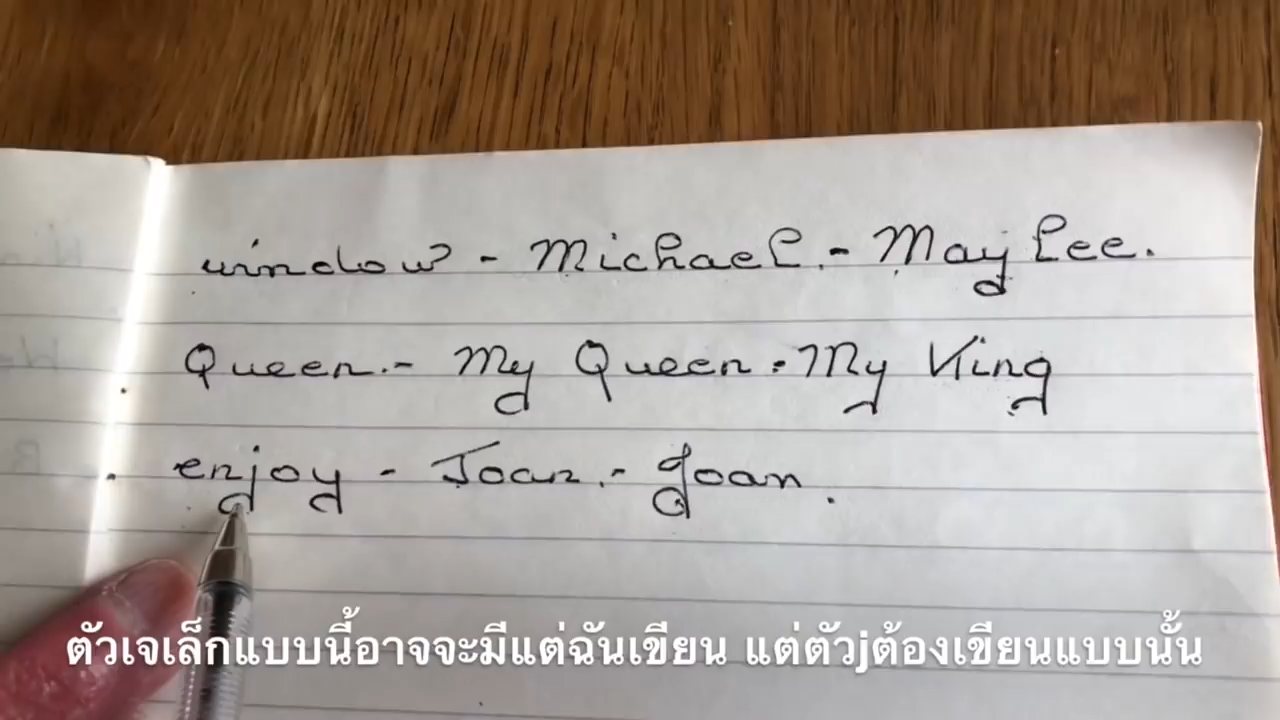 window - Michael. - May Lee.
Queen. - My Queen. My King
enjoy - Joan. - Joan.
ตัวเจเล็กแบบนี้อาจจะมีแต่ฉันเขียน แต่ตัวjต้องเขียนแบบนั้น